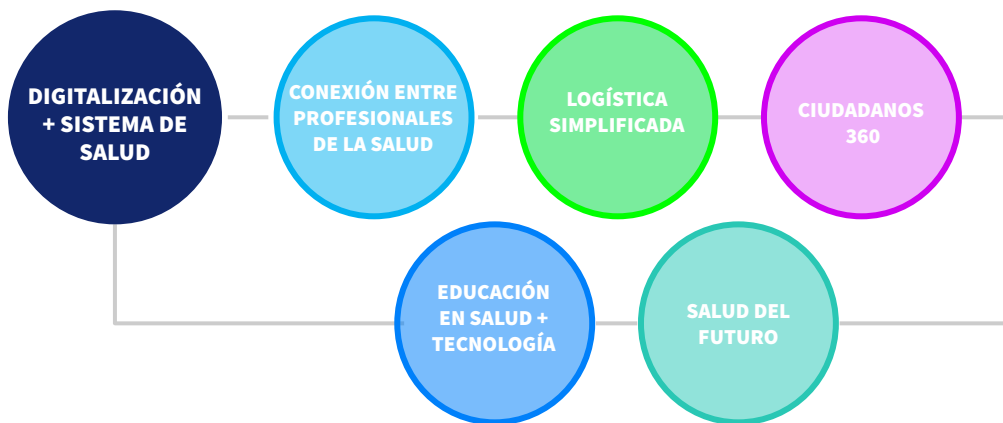 DIGITALIZACIÓN
+ SISTEMA DE
SALUD
CONEXIÓN ENTRE
PROFESIONALES
DE LA SALUD
LOGÍSTICA
SIMPLIFICADA
CIUDADANOS
360
EDUCACIÓN
EN SALUD +
TECNOLOGÍA
SALUD DEL
FUTURO